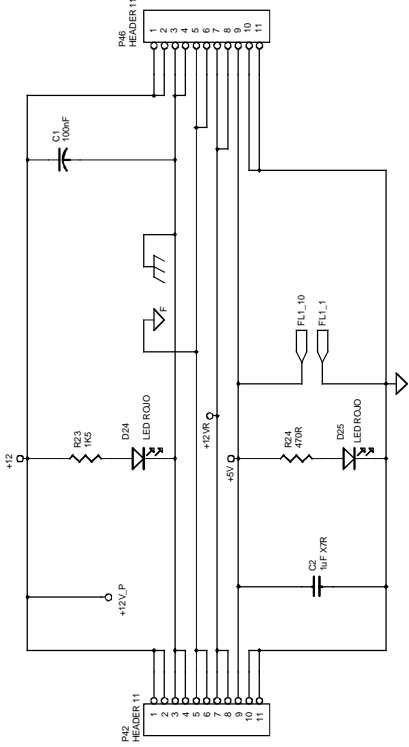 P46
HEADER 11
1
2
3
4
5
6
7
8
9
10
11
C1
100nF
F
FL1_10
FL1_1
+12
R23
1K5
D24
LED ROJO
+12VR
+5V
R24
470R
D25
LED ROJO
+12V_P
C2
1uF X7R
P42
HEADER 11
1
2
3
4
5
6
7
8
9
10
11